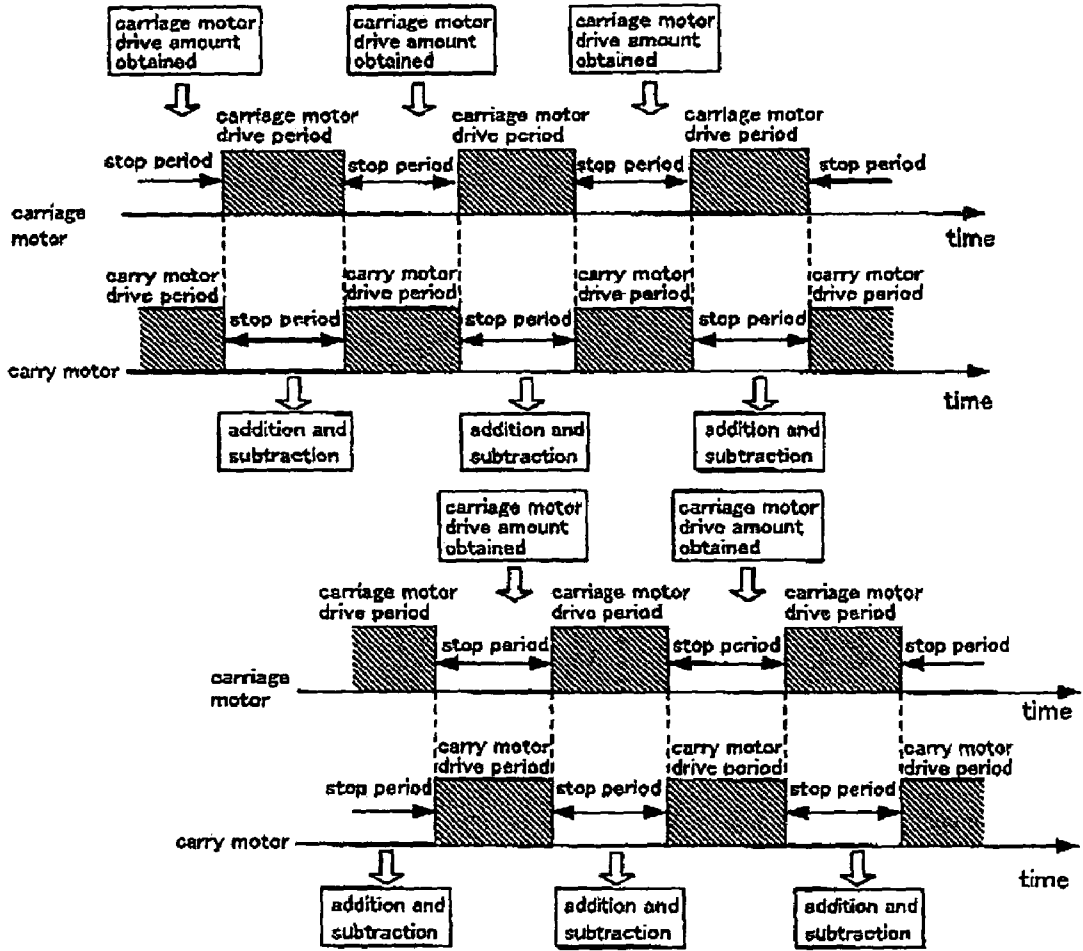 carriage motor
drive amount
obtained
carriage motor
drive amount
obtained
carriage motor
drive amount
obtained
carriage motor
drive period
carriage motor
drive period
carriage motor
drive period
stop period
stop period
stop period
stop period
carriage
motor
time
carry motor
drive period
carry motor
drive period
carry motor
drive period
carry motor
drive period
stop period
stop period
stop period
carry motor
time
addition and
subtraction
addition and
subtraction
addition and
subtraction
carriage motor
drive amount
obtained
carriage motor
drive amount
obtained
carriage motor
drive period
carriage motor
drive period
carriage motor
drive period
stop period
stop period
stop period
carriage
motor
time
carry motor
drive period
carry motor
drive period
carry motor
drive period
stop period
stop period
stop period
carry motor
time
addition and
subtraction
addition and
subtraction
addition and
subtraction